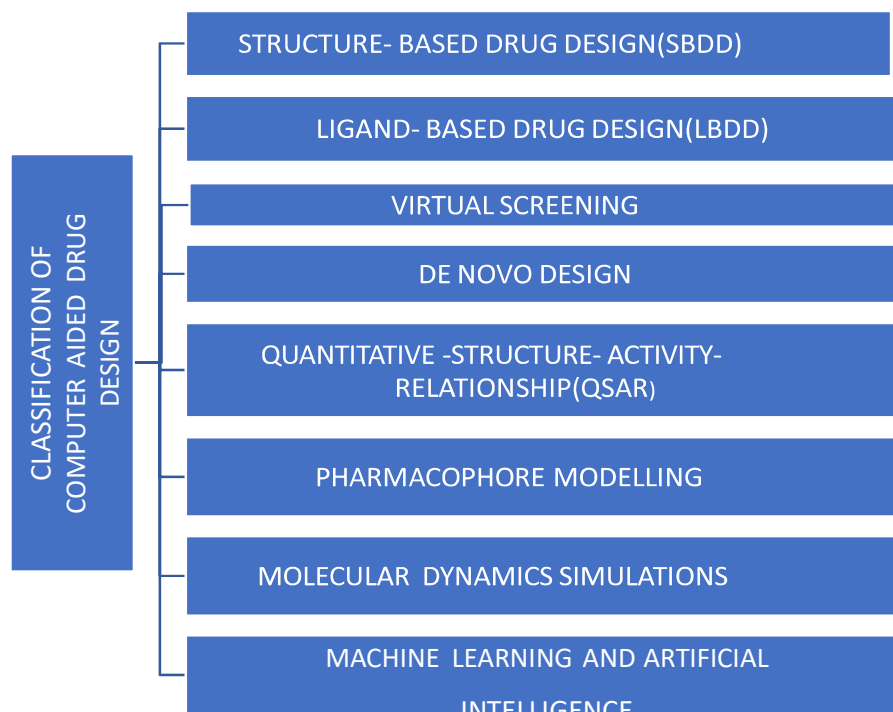 CLASSIFICATION OF
COMPUTER AIDED DRUG
DESIGN
STRUCTURE- BASED DRUG DESIGN(SBDD)
LIGAND- BASED DRUG DESIGN(LBDD)
VIRTUAL SCREENING
DE NOVO DESIGN
QUANTITATIVE -STRUCTURE- ACTIVITY-
RELATIONSHIP(QSAR)
PHARMACOPHORE MODELLING
MOLECULAR DYNAMICS SIMULATIONS
MACHINE LEARNING AND ARTIFICIAL
INTELLIGENCE